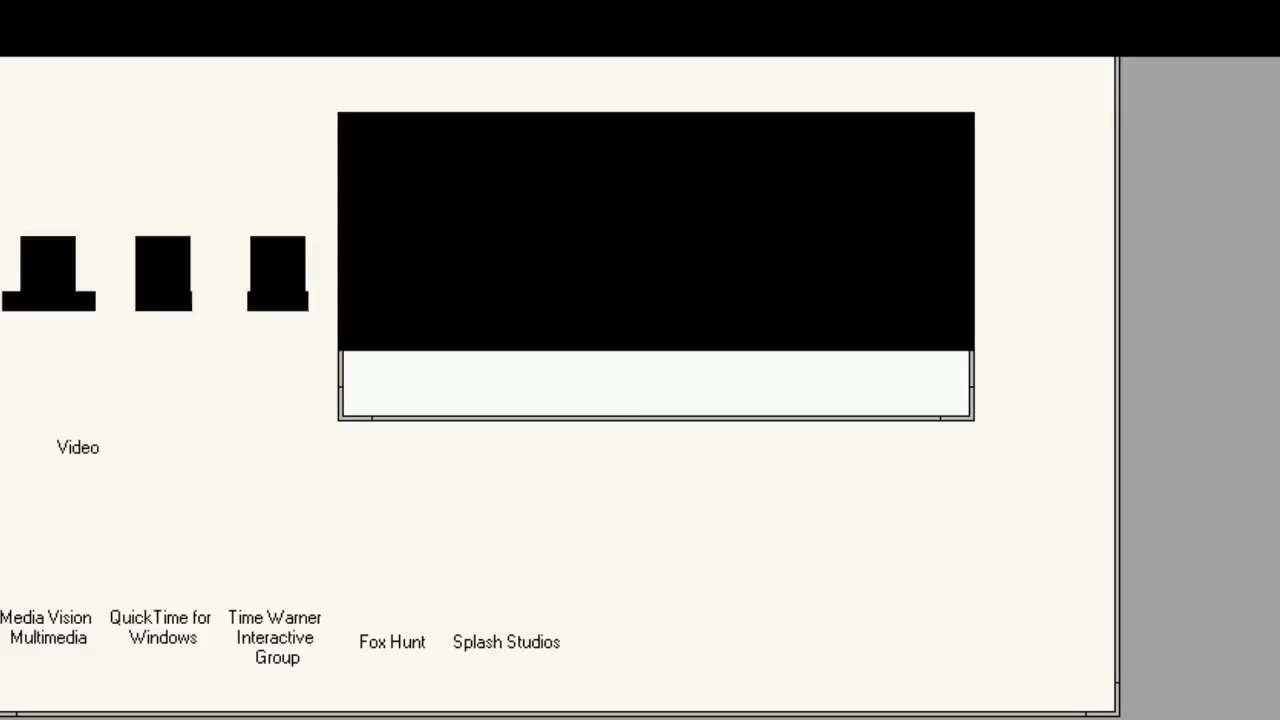 Video
Media Vision
Multimedia
QuickTime for
Windows
Time Warner
Interactive
Group
Fox Hunt
Splash Studios